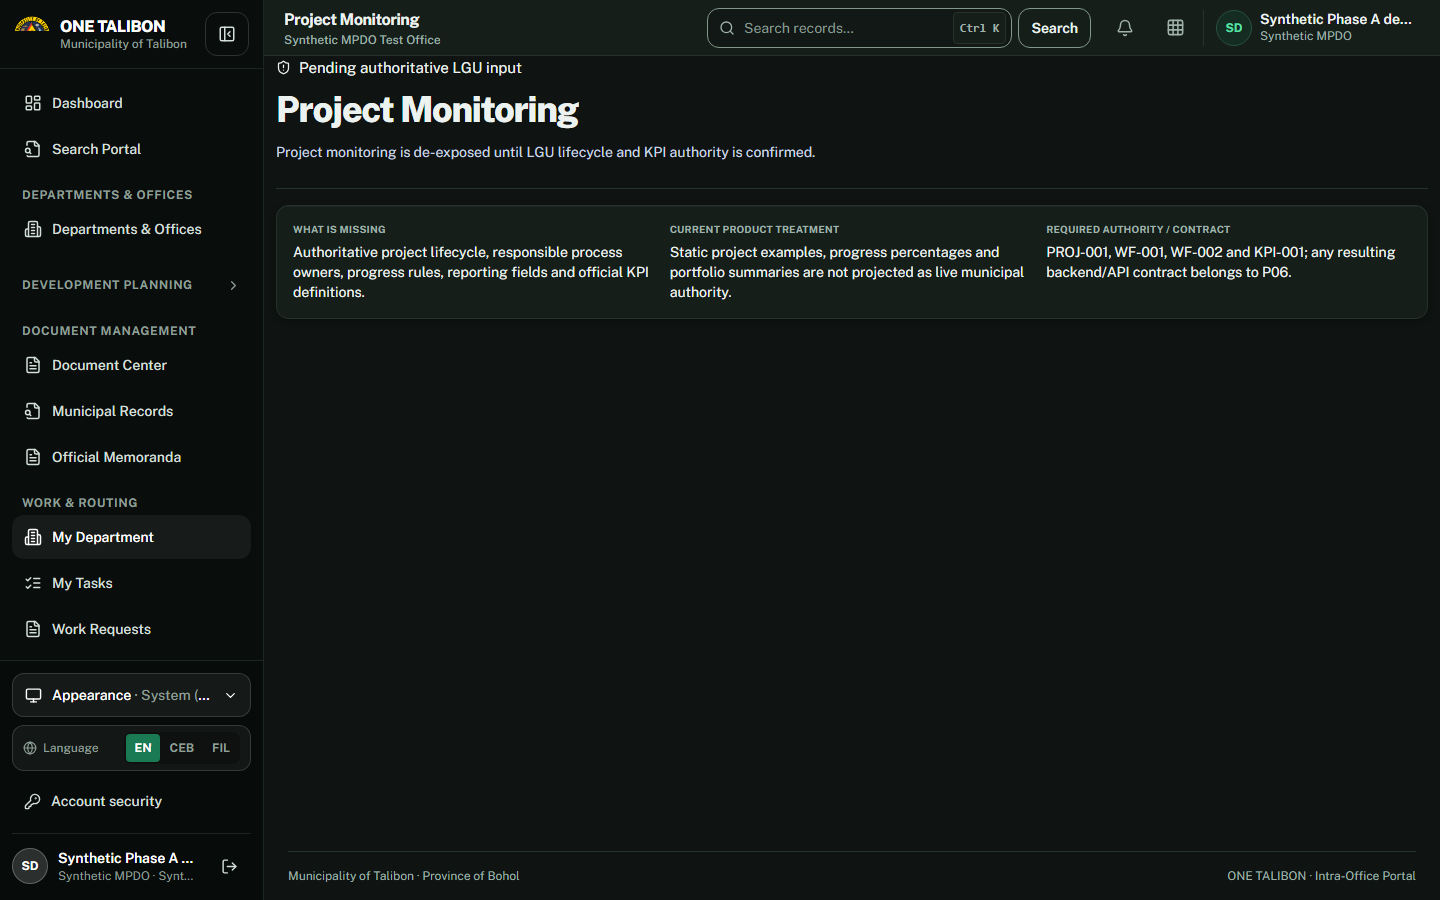 ONE TALIBON
Municipality of Talibon
Dashboard
Search Portal
DEPARTMENTS & OFFICES
Departments & Offices
DEVELOPMENT PLANNING
DOCUMENT MANAGEMENT
Document Center
Municipal Records
Official Memoranda
WORK & ROUTING
My Department
My Tasks
Work Requests
Appearance · System (...
Language EN CEB FIL
Account security
SD
Synthetic Phase A ...
Synthetic MPDO · Synt...
Project Monitoring
Synthetic MPDO Test Office
Search records... Ctrl K
Search
SD
Synthetic Phase A de...
Synthetic MPDO
Pending authoritative LGU input
Project Monitoring
Project monitoring is de-exposed until LGU lifecycle and KPI authority is confirmed.
WHAT IS MISSING
Authoritative project lifecycle, responsible process
owners, progress rules, reporting fields and official KPI
definitions.
CURRENT PRODUCT TREATMENT
Static project examples, progress percentages and
portfolio summaries are not projected as live municipal
authority.
REQUIRED AUTHORITY / CONTRACT
PROJ-001, WF-001, WF-002 and KPI-001; any resulting
backend/API contract belongs to P06.
Municipality of Talibon · Province of Bohol
ONE TALIBON · Intra-Office Portal